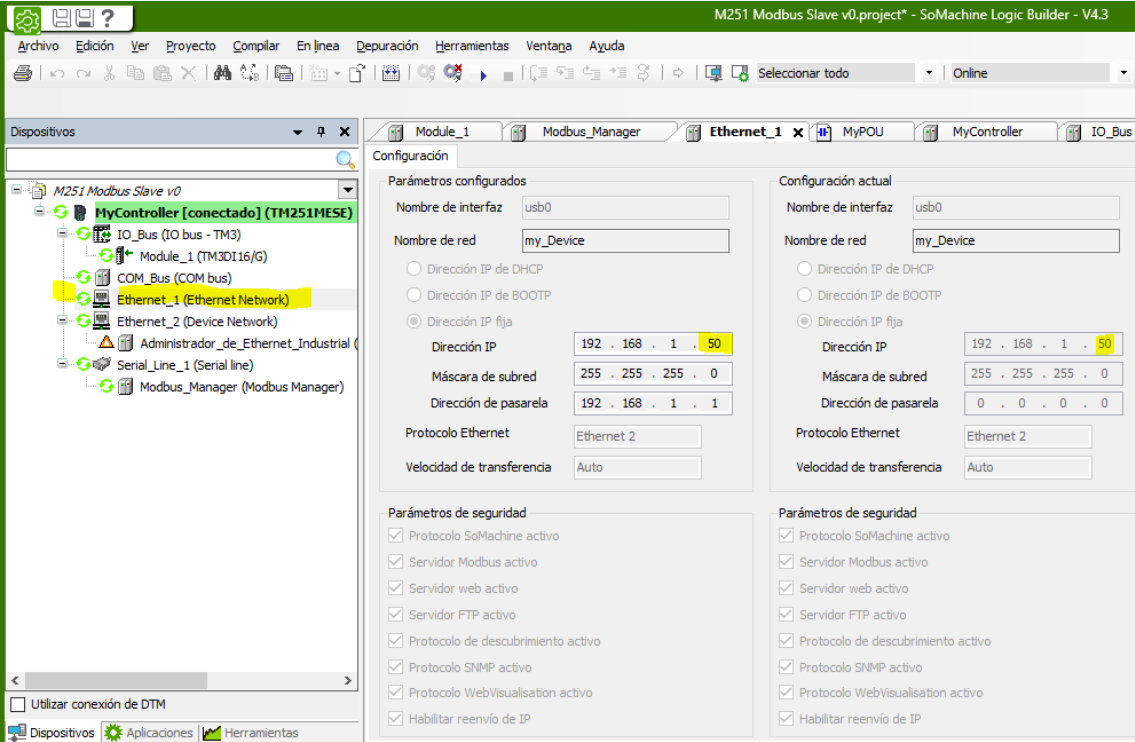 M251 Modbus Slave v0.project* - SoMachine Logic Builder - V4.3
Archivo Edición Ver Proyecto Compilar En línea Depuración Herramientas Ventana Ayuda
Seleccionar todo Online
Dispositivos
M251 Modbus Slave v0
MyController [conectado] (TM251MESE)
IO_Bus (IO bus - TM3)
Module_1 (TM3DI16/G)
COM_Bus (COM bus)
Ethernet_1 (Ethernet Network)
Ethernet_2 (Device Network)
Administrador_de_Ethernet_Industrial (
Serial_Line_1 (Serial line)
Modbus_Manager (Modbus Manager)
Utilizar conexión de DTM
Dispositivos Aplicaciones Herramientas
Module_1 Modbus_Manager Ethernet_1 MyPOU MyController IO_Bus
Configuración
Parámetros configurados
Nombre de interfaz usb0
Nombre de red my_Device
Dirección IP de DHCP
Dirección IP de BOOTP
Dirección IP fija
Dirección IP 192 . 168 . 1 . 50
Máscara de subred 255 . 255 . 255 . 0
Dirección de pasarela 192 . 168 . 1 . 1
Protocolo Ethernet Ethernet 2
Velocidad de transferencia Auto
Parámetros de seguridad
Protocolo SoMachine activo
Servidor Modbus activo
Servidor web activo
Servidor FTP activo
Protocolo de descubrimiento activo
Protocolo SNMP activo
Protocolo WebVisualisation activo
Habilitar reenvío de IP
Configuración actual
Nombre de interfaz usb0
Nombre de red my_Device
Dirección IP de DHCP
Dirección IP de BOOTP
Dirección IP fija
Dirección IP 192 . 168 . 1 . 50
Máscara de subred 255 . 255 . 255 . 0
Dirección de pasarela 0 . 0 . 0 . 0
Protocolo Ethernet Ethernet 2
Velocidad de transferencia Auto
Parámetros de seguridad
Protocolo SoMachine activo
Servidor Modbus activo
Servidor web activo
Servidor FTP activo
Protocolo de descubrimiento activo
Protocolo SNMP activo
Protocolo WebVisualisation activo
Habilitar reenvío de IP